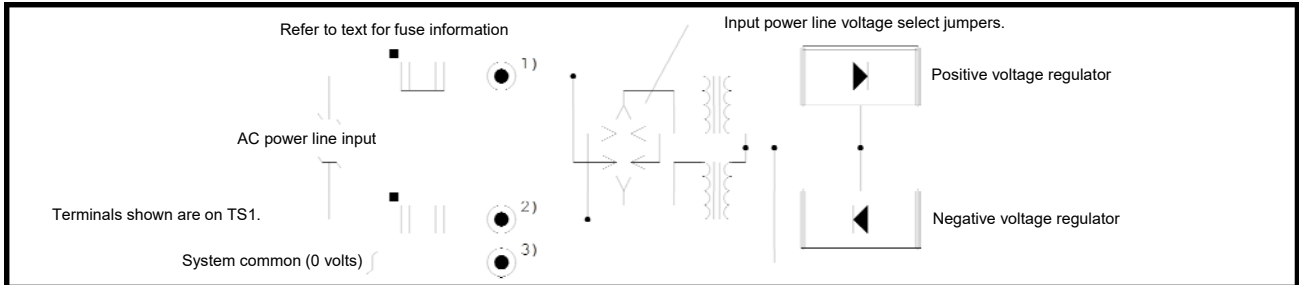 Refer to text for fuse information
Input power line voltage select jumpers.
1)
Positive voltage regulator
AC power line input
Terminals shown are on TS1.
2)
Negative voltage regulator
System common (0 volts)
3)